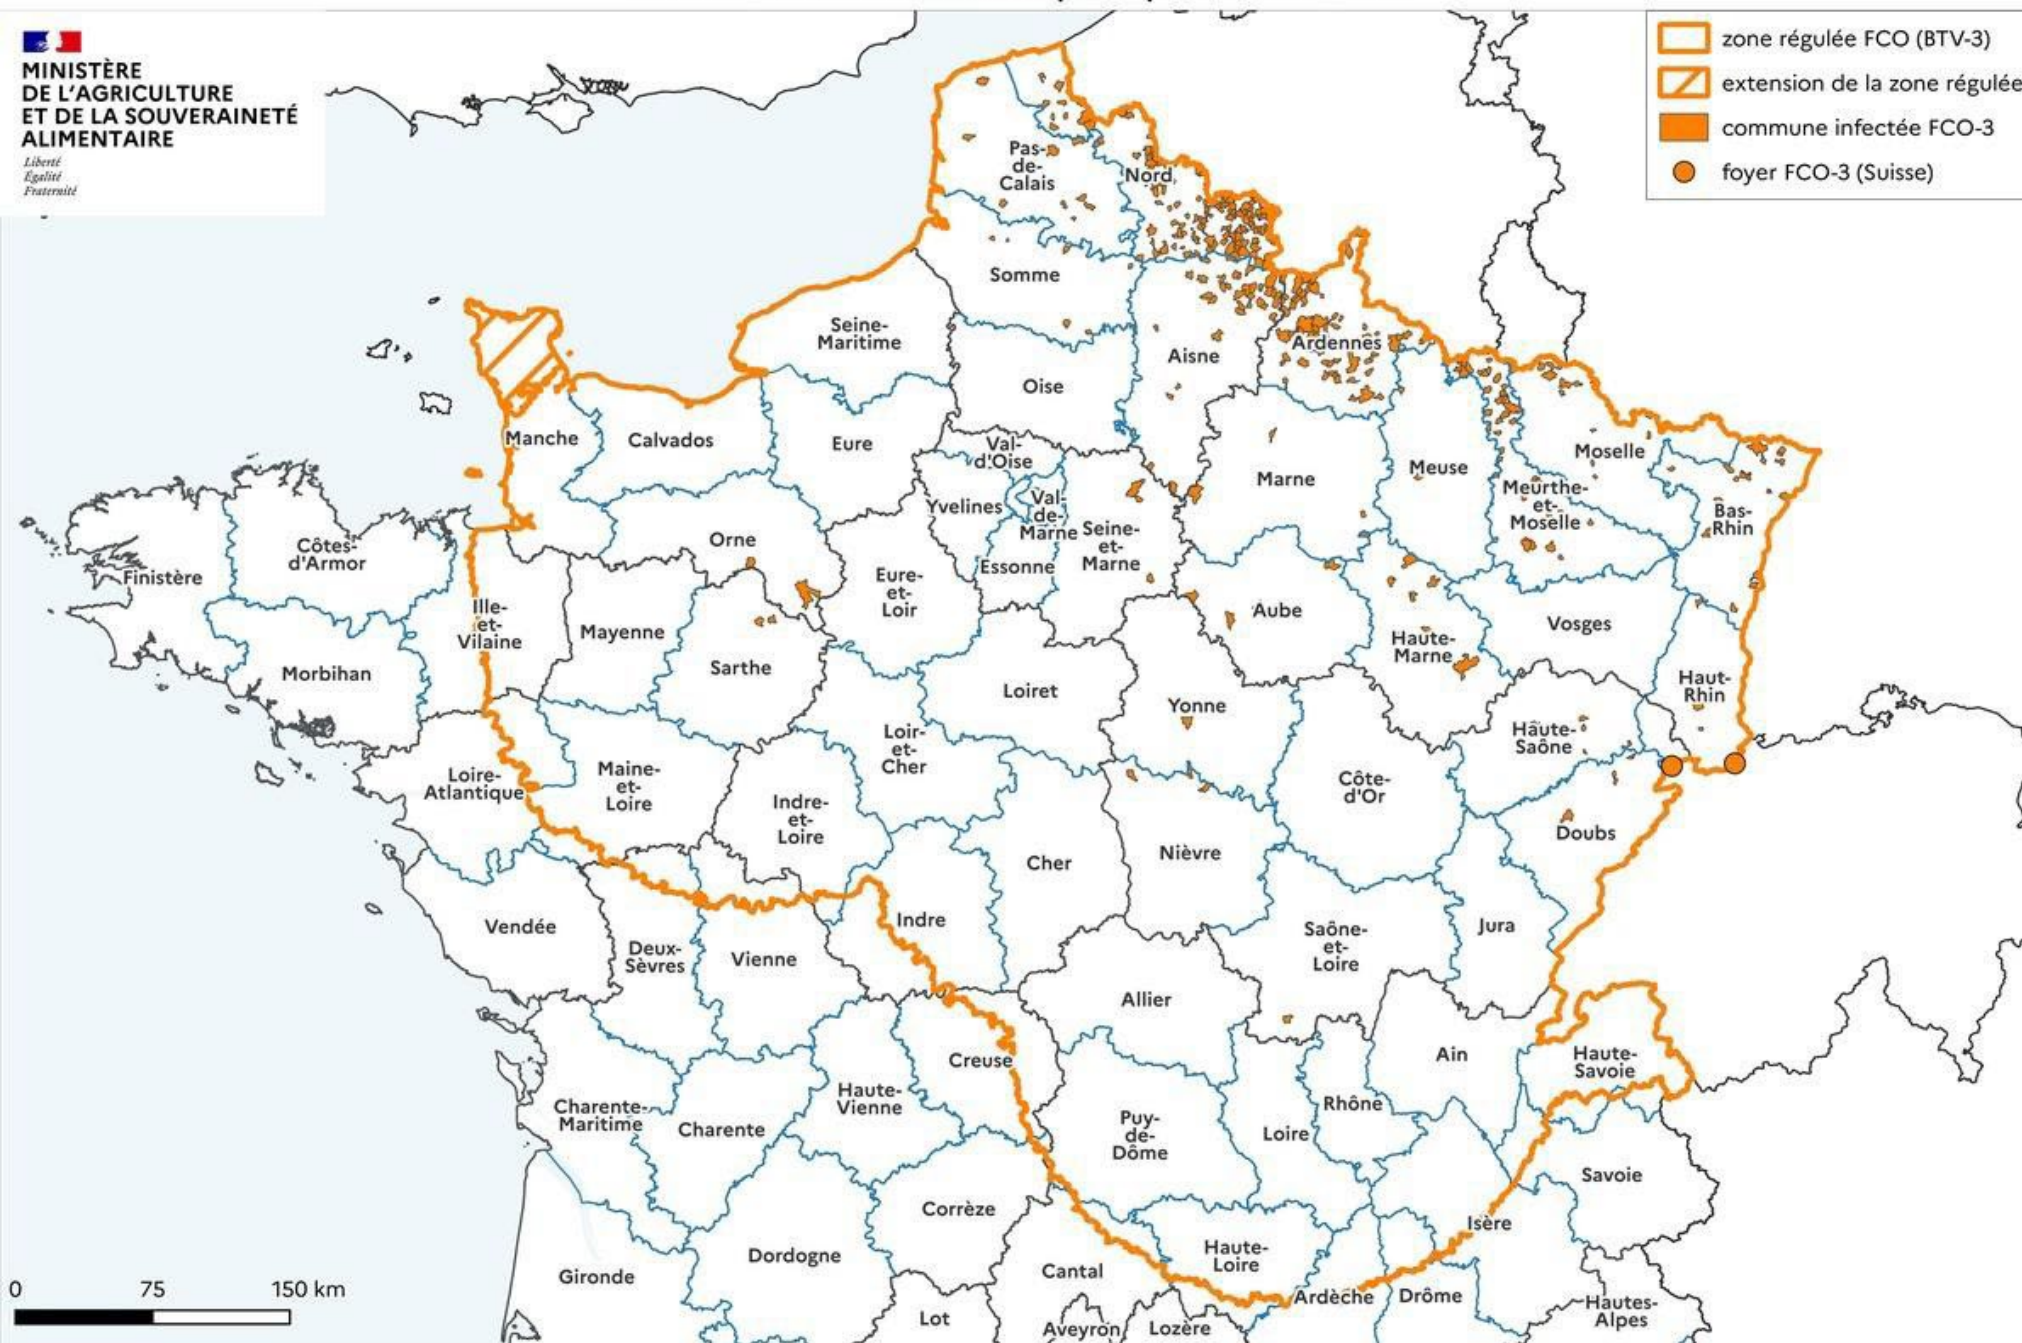 MINISTÈRE
DE L'AGRICULTURE
ET DE LA SOUVERAINETÉ
ALIMENTAIRE
Liberté
Égalité
Fraternité
zone régulée FCO (BTV-3)
extension de la zone régulée
commune infectée FCO-3
foyer FCO-3 (Suisse)
Pas-
de-
Calais
Nord
Somme
Seine-
Maritime
Oise
Aisne
Ardennes
Manche
Calvados
Eure
Val-
d'Oise
Yvelines
Val-
de-
Marne
Seine-
et-
Marne
Essonne
Marne
Meuse
Moselle
Meurthe-
et-
Moselle
Bas-
Rhin
Finistère
Côtes-
d'Armor
Morbihan
Ille-
et-
Vilaine
Orne
Mayenne
Sarthe
Eure-
et-
Loir
Loiret
Aube
Haute-
Marne
Vosges
Haut-
Rhin
Yonne
Loire-
Atlantique
Maine-
et-
Loire
Indre-
et-
Loire
Loir-
et-
Cher
Cher
Nièvre
Côte-
d'Or
Haute-
Saône
Doubs
Vendée
Deux-
Sèvres
Vienne
Indre
Saône-
et-
Loire
Jura
Allier
Creuse
Haute-
Vienne
Charente-
Maritime
Charente
Puy-
de-
Dôme
Loire
Rhône
Ain
Haute-
Savoie
Savoie
Isère
Gironde
Dordogne
Corrèze
Cantal
Haute-
Loire
Ardèche
Drôme
Hautes-
Alpes
Lot
Aveyron
Lozère
0 75 150 km